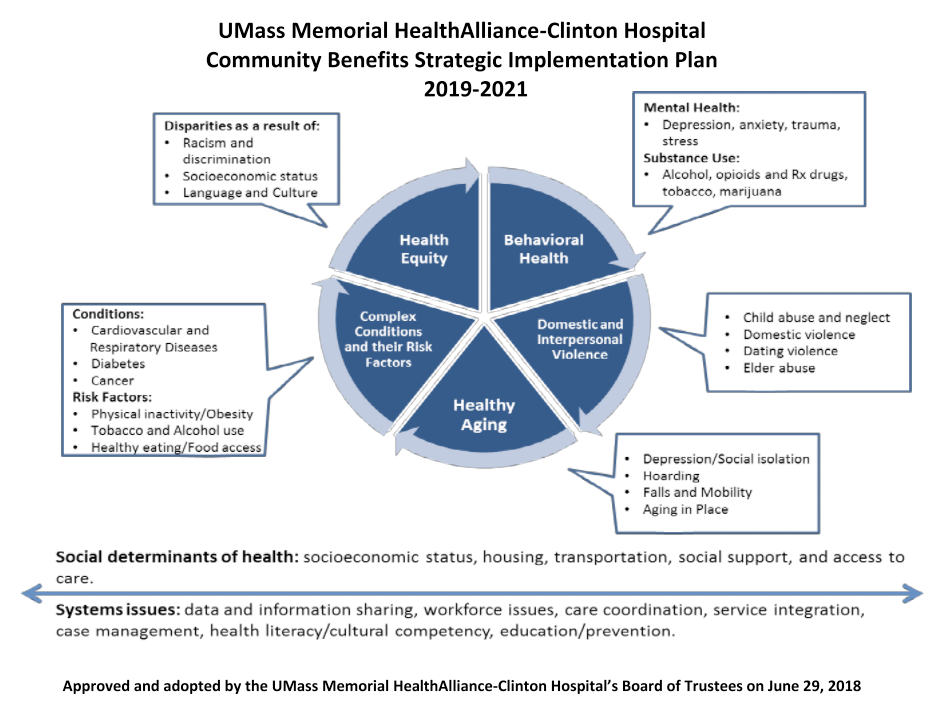 UMass Memorial HealthAlliance-Clinton Hospital
Community Benefits Strategic Implementation Plan
2019-2021
Disparities as a result of:
• Racism and
discrimination
• Socioeconomic status
• Language and Culture
Mental Health:
• Depression, anxiety, trauma,
stress
Substance Use:
• Alcohol, opioids and Rx drugs,
tobacco, marijuana
Health
Equity
Behavioral
Health
Complex
Conditions
and their Risk
Factors
Domestic and
Interpersonal
Violence
Healthy
Aging
Conditions:
• Cardiovascular and
Respiratory Diseases
• Diabetes
• Cancer
Risk Factors:
• Physical inactivity/Obesity
• Tobacco and Alcohol use
• Healthy eating/Food access
• Child abuse and neglect
• Domestic violence
• Dating violence
• Elder abuse
• Depression/Social isolation
• Hoarding
• Falls and Mobility
• Aging in Place
Social determinants of health: socioeconomic status, housing, transportation, social support, and access to
care.
Systems issues: data and information sharing, workforce issues, care coordination, service integration,
case management, health literacy/cultural competency, education/prevention.
Approved and adopted by the UMass Memorial HealthAlliance-Clinton Hospital’s Board of Trustees on June 29, 2018